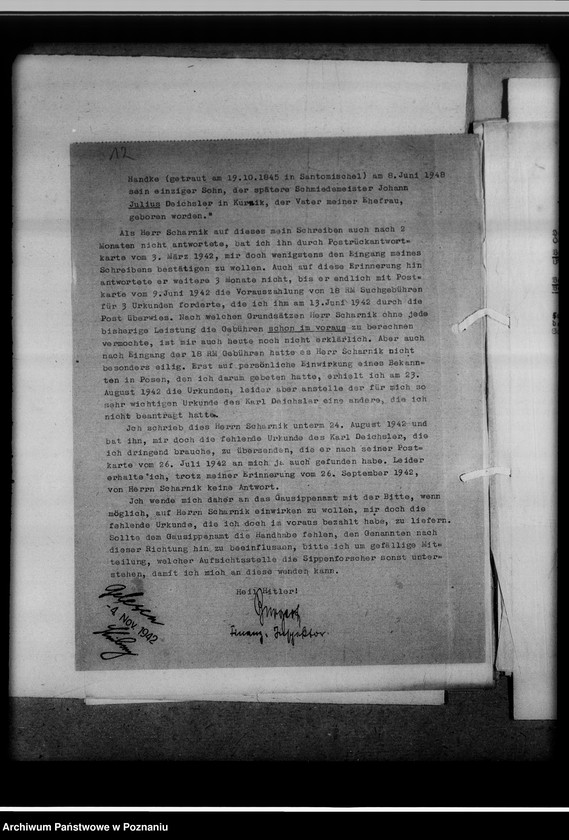 12
Handke (getraut am 19.10.1845 in Santomischel) am 8.Juni 1848
sein einziger Sohn, der spätere Schmiedemeister Johann
Julius Deichsler in Kurnik, der Vater meiner Ehefrau,
geboren worden."
Als Herr Scharnik auf dieses mein Schreiben auch nach 2
Monaten nicht antwortete, bat ich ihn durch Postrückantwort-
karte vom 3. März 1942, mir doch wenigstens den Eingang meines
Schreibens bestätigen zu wollen. Auch auf diese Erinnerung hin
antwortete er weitere 3 Monate nicht, bis er endlich mit Post-
karte vom 9.Juni 1942 die Vorauszahlung von 18 RM Suchgebühren
für 3 Urkunden forderte, die ich ihm am 13.Juni 1942 durch die
Post überwies. Nach welchen Grundsätzen Herr Scharnik ohne jede
bisherige Leistung die Gebühren schon im voraus zu berechnen
vermochte, ist mir auch heute noch nicht erklärlich. Aber auch
nach Eingang der 18 RM Gebühren hatte es Herr Scharnik nicht
besonders eilig. Erst auf persönliche Einwirkung eines Bekann-
ten in Posen, den ich darum gebeten hatte, erhielt ich am 23.
August 1942 die Urkunden, leider aber anstelle der für mich so
sehr wichtigen Urkunde des Karl Deichsler eine andere, die ich
nicht beantragt hatte.
Ich schrieb dies Herrn Scharnik unterm 24. August 1942 und
bat ihn, mir doch die fehlende Urkunde des Karl Deichsler, die
ich dringend brauche, zu übersenden, die er nach seiner Post-
karte vom 26. Juli 1942 an mich ja auch gefunden habe. Leider
erhalte ich, trotz meiner Erinnerung vom 26. September 1942,
von Herrn Scharnik keine Antwort.
Ich wende mich daher an das Gausippenamt mit der Bitte, wenn
möglich, auf Herrn Scharnik einwirken zu wollen, mir doch die
fehlende Urkunde, die ich doch im voraus bezahlt habe, zu liefern.
Sollte dem Gausippenamt die Handhabe fehlen, den Genannten nach
dieser Richtung hin zu beeinflussen, bitte ich um gefällige Mit-
teilung, welcher Aufsichtsstelle die Sippenforscher sonst unter-
stehen, damit ich mich an diese wenden kann.
Heil Hitler!
Finanz-Inspektor.
Gelesen
-4. Nov. 1942
Archiwum Państwowe w Poznaniu